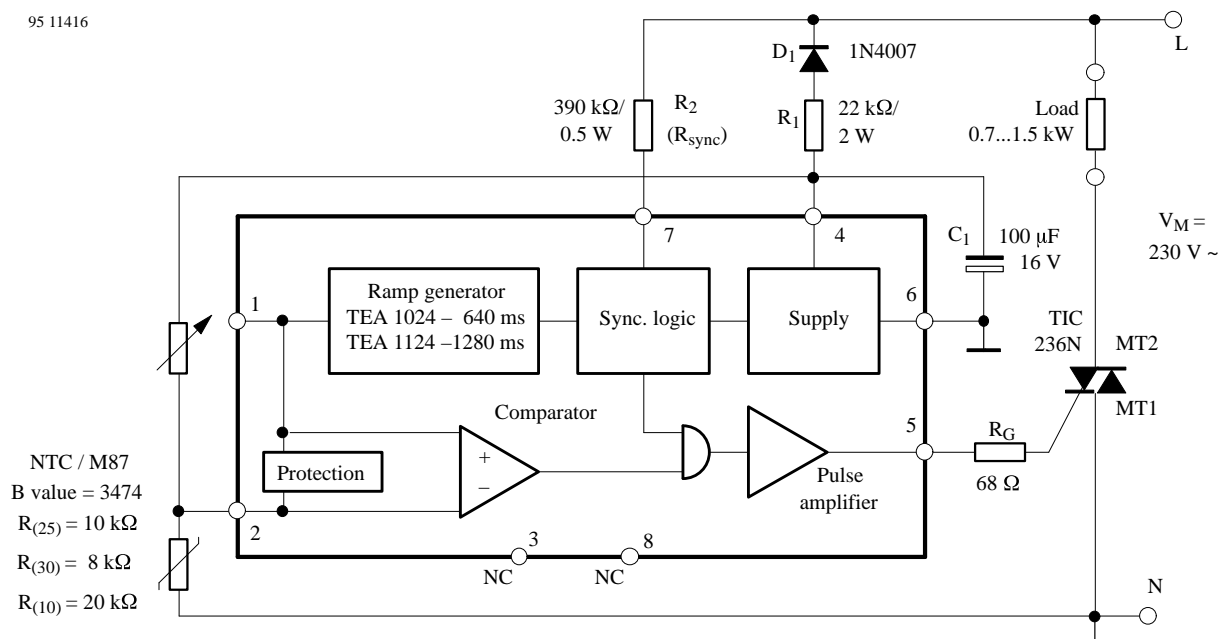 95 11416
L
D1
1N4007
390 kΩ/
0.5 W
R2
(Rsync)
R1
22 kΩ/
2 W
Load
0.7...1.5 kW
VM =
230 V ~
7
4
C1
100 μF
16 V
1
Ramp generator
TEA 1024 – 640 ms
TEA 1124 –1280 ms
Sync. logic
Supply
6
TIC
236N
MT2
MT1
Comparator
+
–
Protection
Pulse
amplifier
5
RG
68 Ω
NTC / M87
B value = 3474
R(25) = 10 kΩ
R(30) = 8 kΩ
R(10) = 20 kΩ
2
3
NC
8
NC
N